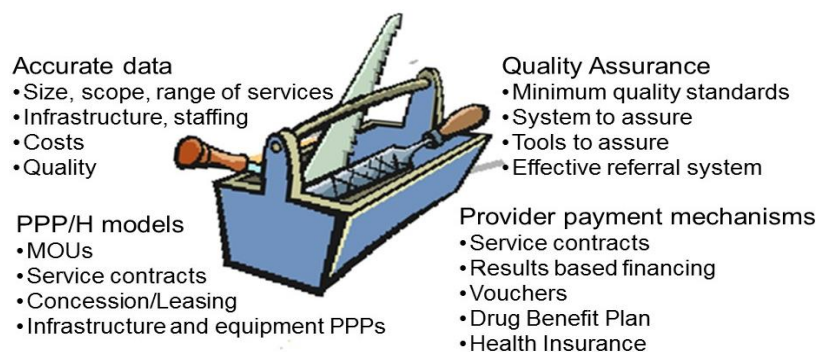 Accurate data
•Size, scope, range of services
•Infrastructure, staffing
•Costs
•Quality
Quality Assurance
•Minimum quality standards
•System to assure
•Tools to assure
•Effective referral system
PPP/H models
•MOUs
•Service contracts
•Concession/Leasing
•Infrastructure and equipment PPPs
Provider payment mechanisms
•Service contracts
•Results based financing
•Vouchers
•Drug Benefit Plan
•Health Insurance